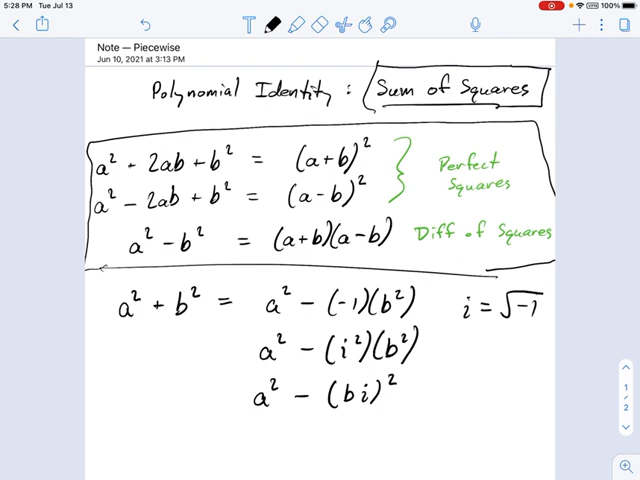 5:28 PM Tue Jul 13
100%
Note — Piecewise
Jun 10, 2021 at 3:13 PM
Polynomial Identity : Sum of Squares
a² + 2ab + b² = (a+b)²
a² - 2ab + b² = (a-b)²
Perfect
Squares
a² - b² = (a+b)(a-b) Diff of Squares
a² + b² = a² - (-1)(b²) i = √-1
a² - (i²)(b²)
a² - (bi)²
1
/
2